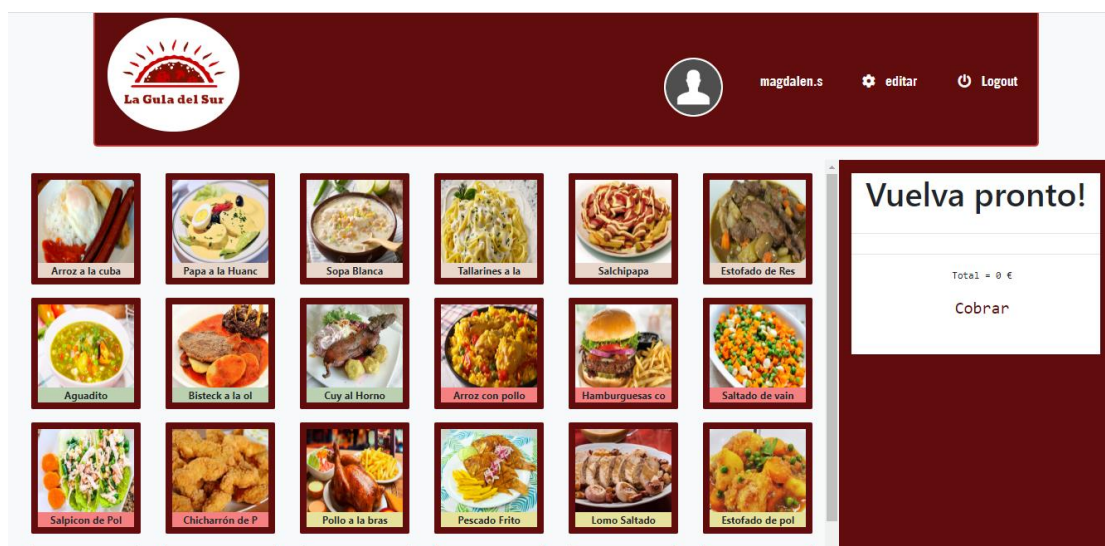 La Gula del Sur
magdalen.s
editar
Logout
Arroz a la cuba
Papa a la Huanc
Sopa Blanca
Tallarines a la
Salchipapa
Estofado de Res
Vuelva pronto!
Total = 0 €
Cobrar
Aguadito
Bisteck a la ol
Cuy al Horno
Arroz con pollo
Hamburguesas co
Saltado de vain
Salpicon de Pol
Chicharrón de P
Pollo a la bras
Pescado Frito
Lomo Saltado
Estofado de pol